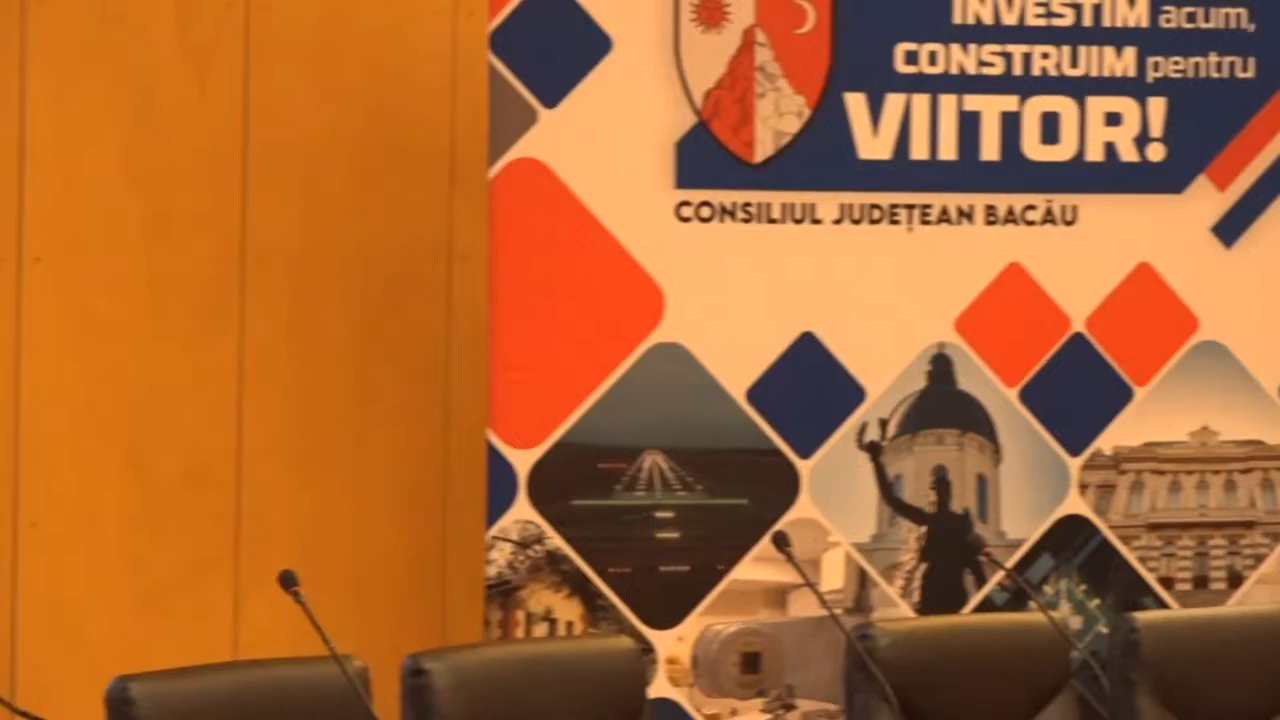 INVESTIM acum,
CONSTRUIM pentru
VIITOR!
CONSILIUL JUDEȚEAN BACĂU